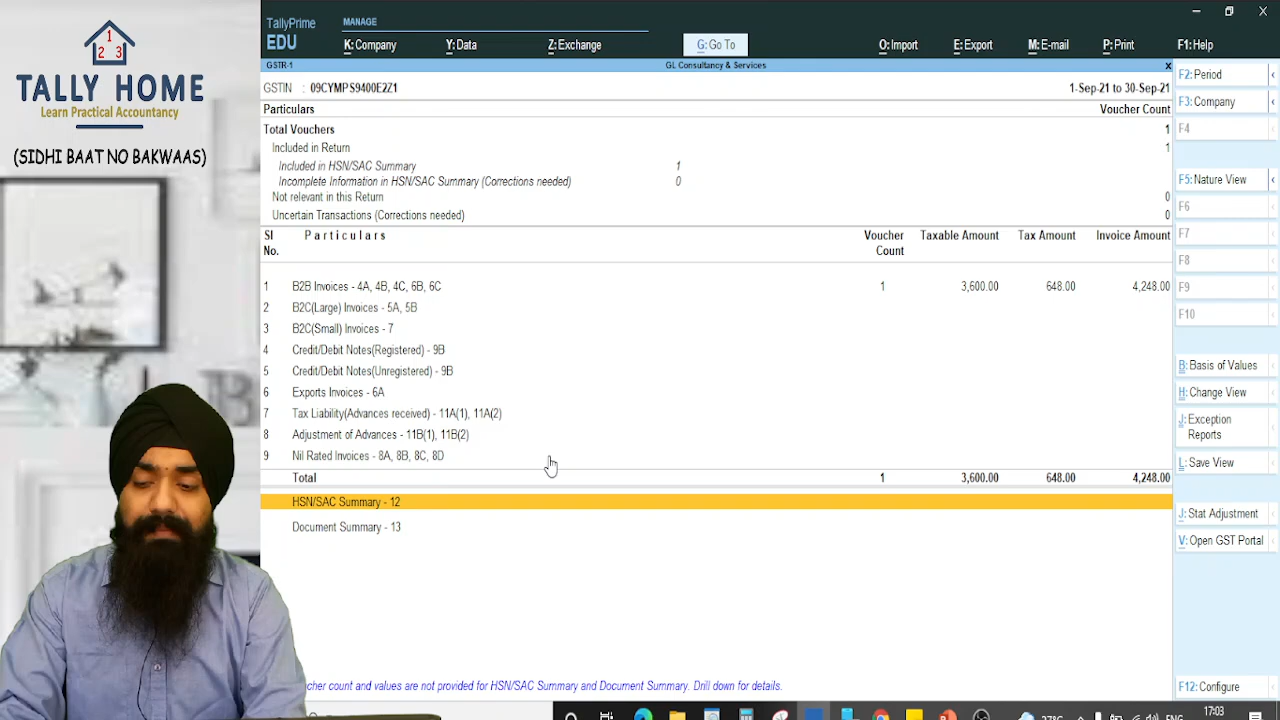 1
2 3
TALLY HOME
Learn Practical Accountancy
(SIDHI BAAT NO BAKWAAS)
TallyPrime
EDU
MANAGE
K: Company
Y: Data
Z: Exchange
G: Go To
O: Import
E: Export
M: E-mail
P: Print
F1: Help
GSTR-1
GL Consultancy & Services
x
GSTIN : 09CYMPS9400E2Z1
1-Sep-21 to 30-Sep-21
Particulars Voucher Count
Total Vouchers 1
Included in Return 1
Included in HSN/SAC Summary 1
Incomplete Information in HSN/SAC Summary (Corrections needed) 0
Not relevant in this Return 0
Uncertain Transactions (Corrections needed) 0
Sl Particulars Voucher Taxable Amount Tax Amount Invoice Amount
No. Count
1 B2B Invoices - 4A, 4B, 4C, 6B, 6C 1 3,600.00 648.00 4,248.00
2 B2C(Large) Invoices - 5A, 5B
3 B2C(Small) Invoices - 7
4 Credit/Debit Notes(Registered) - 9B
5 Credit/Debit Notes(Unregistered) - 9B
6 Exports Invoices - 6A
7 Tax Liability(Advances received) - 11A(1), 11A(2)
8 Adjustment of Advances - 11B(1), 11B(2)
9 Nil Rated Invoices - 8A, 8B, 8C, 8D
Total 1 3,600.00 648.00 4,248.00
HSN/SAC Summary - 12
Document Summary - 13
count and values are not provided for HSN/SAC Summary and Document Summary. Drill down for details.
F2: Period
F3: Company
F4
F5: Nature View
F6
F7
F8
F9
F10
B: Basis of Values
H: Change View
J: Exception
Reports
L: Save View
J: Stat Adjustment
V: Open GST Portal
F12: Configure
17:03